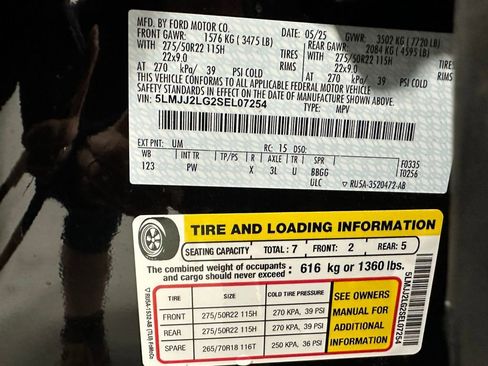 MFD. BY FORD MOTOR CO.
05/25 GVWR: 3502 KG (7720 LB)
FRONT GAWR: 1576 KG (3475 LB) REAR GAWR: 2084 KG (4595 LB)
WITH 275/50R22 115H TIRES WITH 275/50R22 115H TIRES
22x9.0 RIMS 22x9.0 RIMS
AT 270 kPa/ 39 PSI COLD AT 270 kPa/ 39 PSI COLD
THIS VEHICLE CONFORMS TO ALL APPLICABLE FEDERAL MOTOR VEHICLE
SAFETY STANDARDS IN EFFECT ON THE DATE OF MANUFACTURE SHOWN ABOVE.
VIN: 5LMJJ2LG2SEL07254
TYPE: MPV
EXT PNT: UM RC: 15 DSO:
WB INT TR TP/PS R AXLE TR SPR F0335
123 PW X 3L U BBGG T0256
ULC ▽ RU5A-3520472-AB
TIRE AND LOADING INFORMATION
SEATING CAPACITY TOTAL: 7 FRONT: 2 REAR: 5
The combined weight of occupants and cargo should never exceed: 616 kg or 1360 lbs.
TIRE SIZE COLD TIRE PRESSURE
FRONT 275/50R22 115H 270 KPA, 39 PSI
REAR 275/50R22 115H 270 KPA, 39 PSI
SPARE 265/70R18 116T 250 KPA, 36 PSI
SEE OWNERS
MANUAL FOR
ADDITIONAL
INFORMATION
5LMJJ2LG2SEL07254